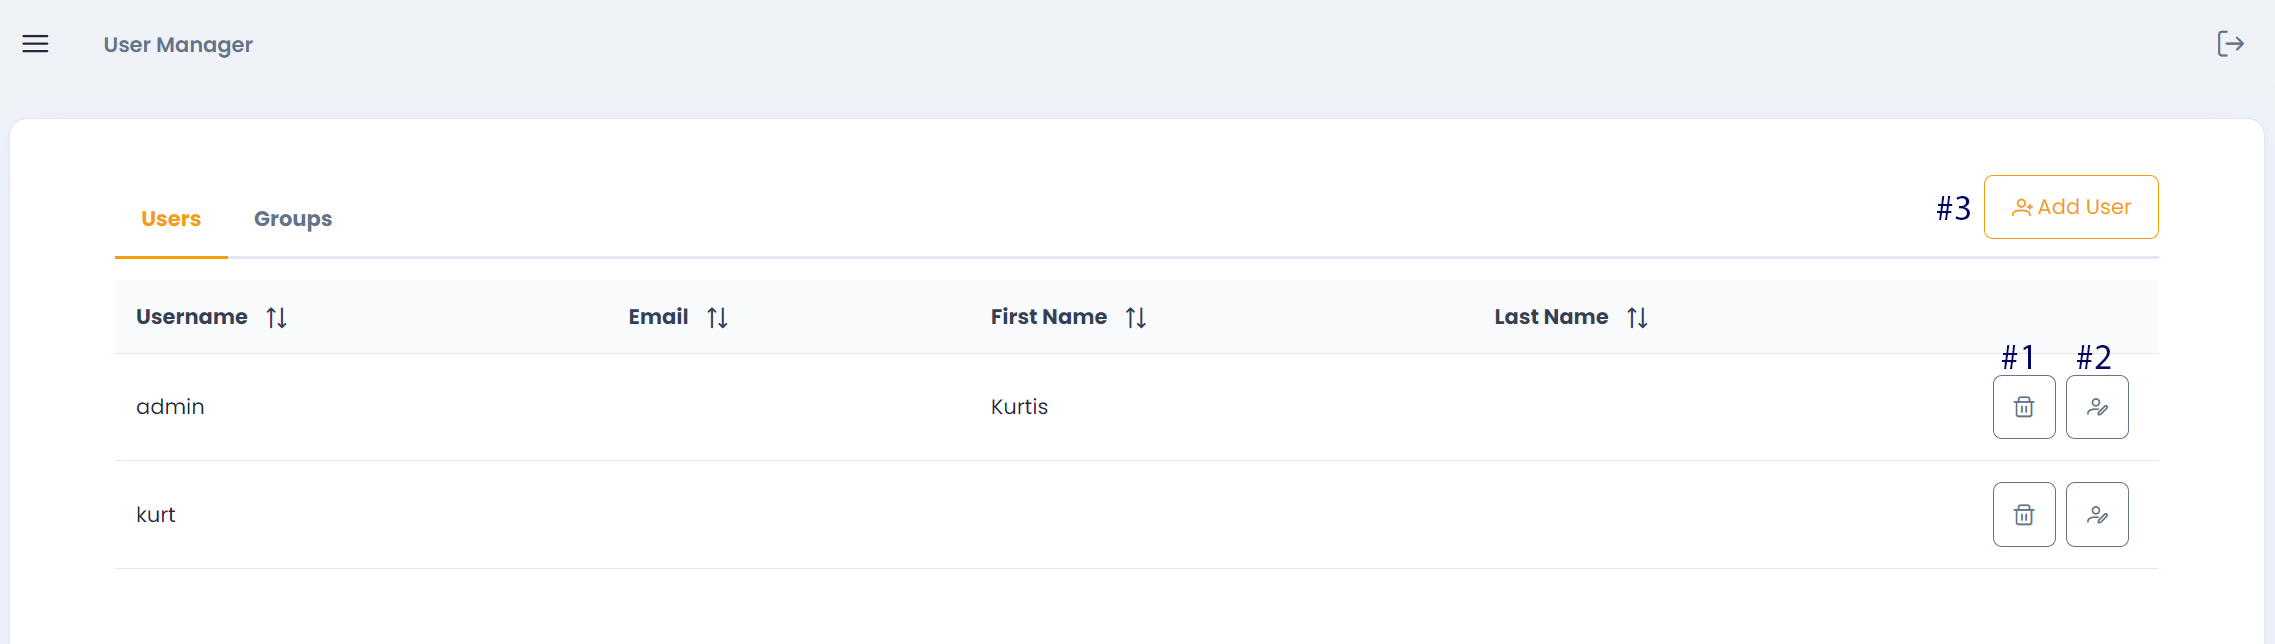 User Manager
Users Groups #3 Add User
Username Email First Name Last Name
#1 #2
admin Kurtis
kurt